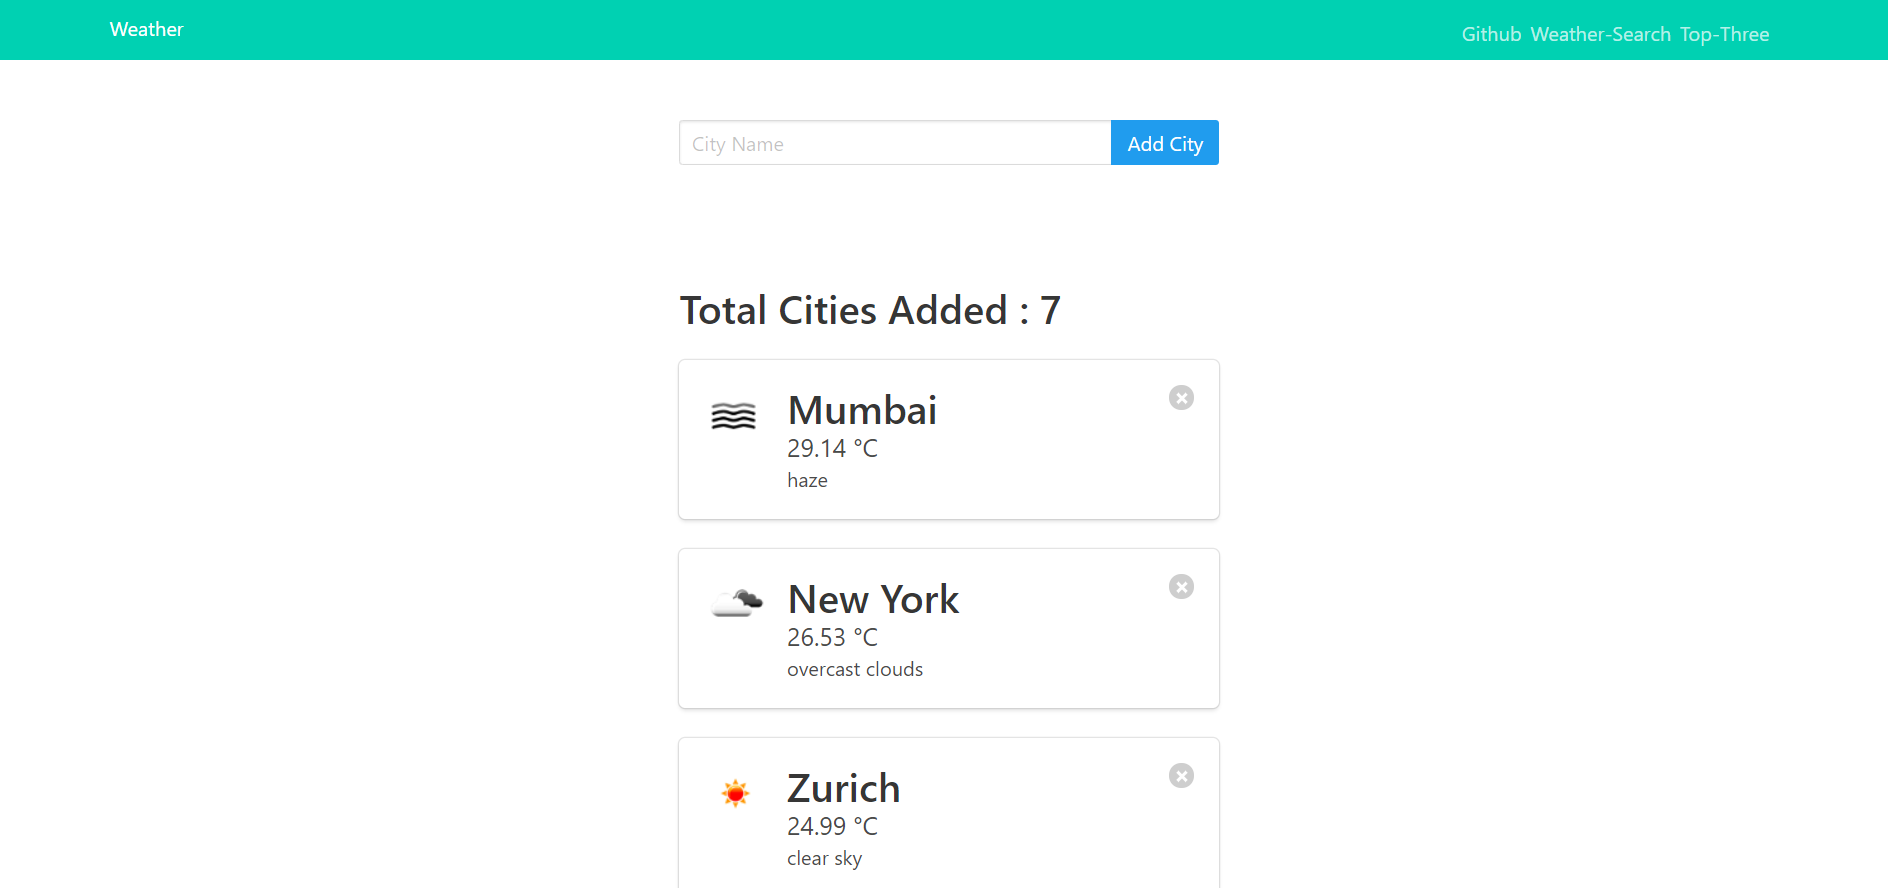 Weather
Github Weather-Search Top-Three
City Name
Add City
Total Cities Added : 7
Mumbai
29.14 °C
haze
New York
26.53 °C
overcast clouds
Zurich
24.99 °C
clear sky